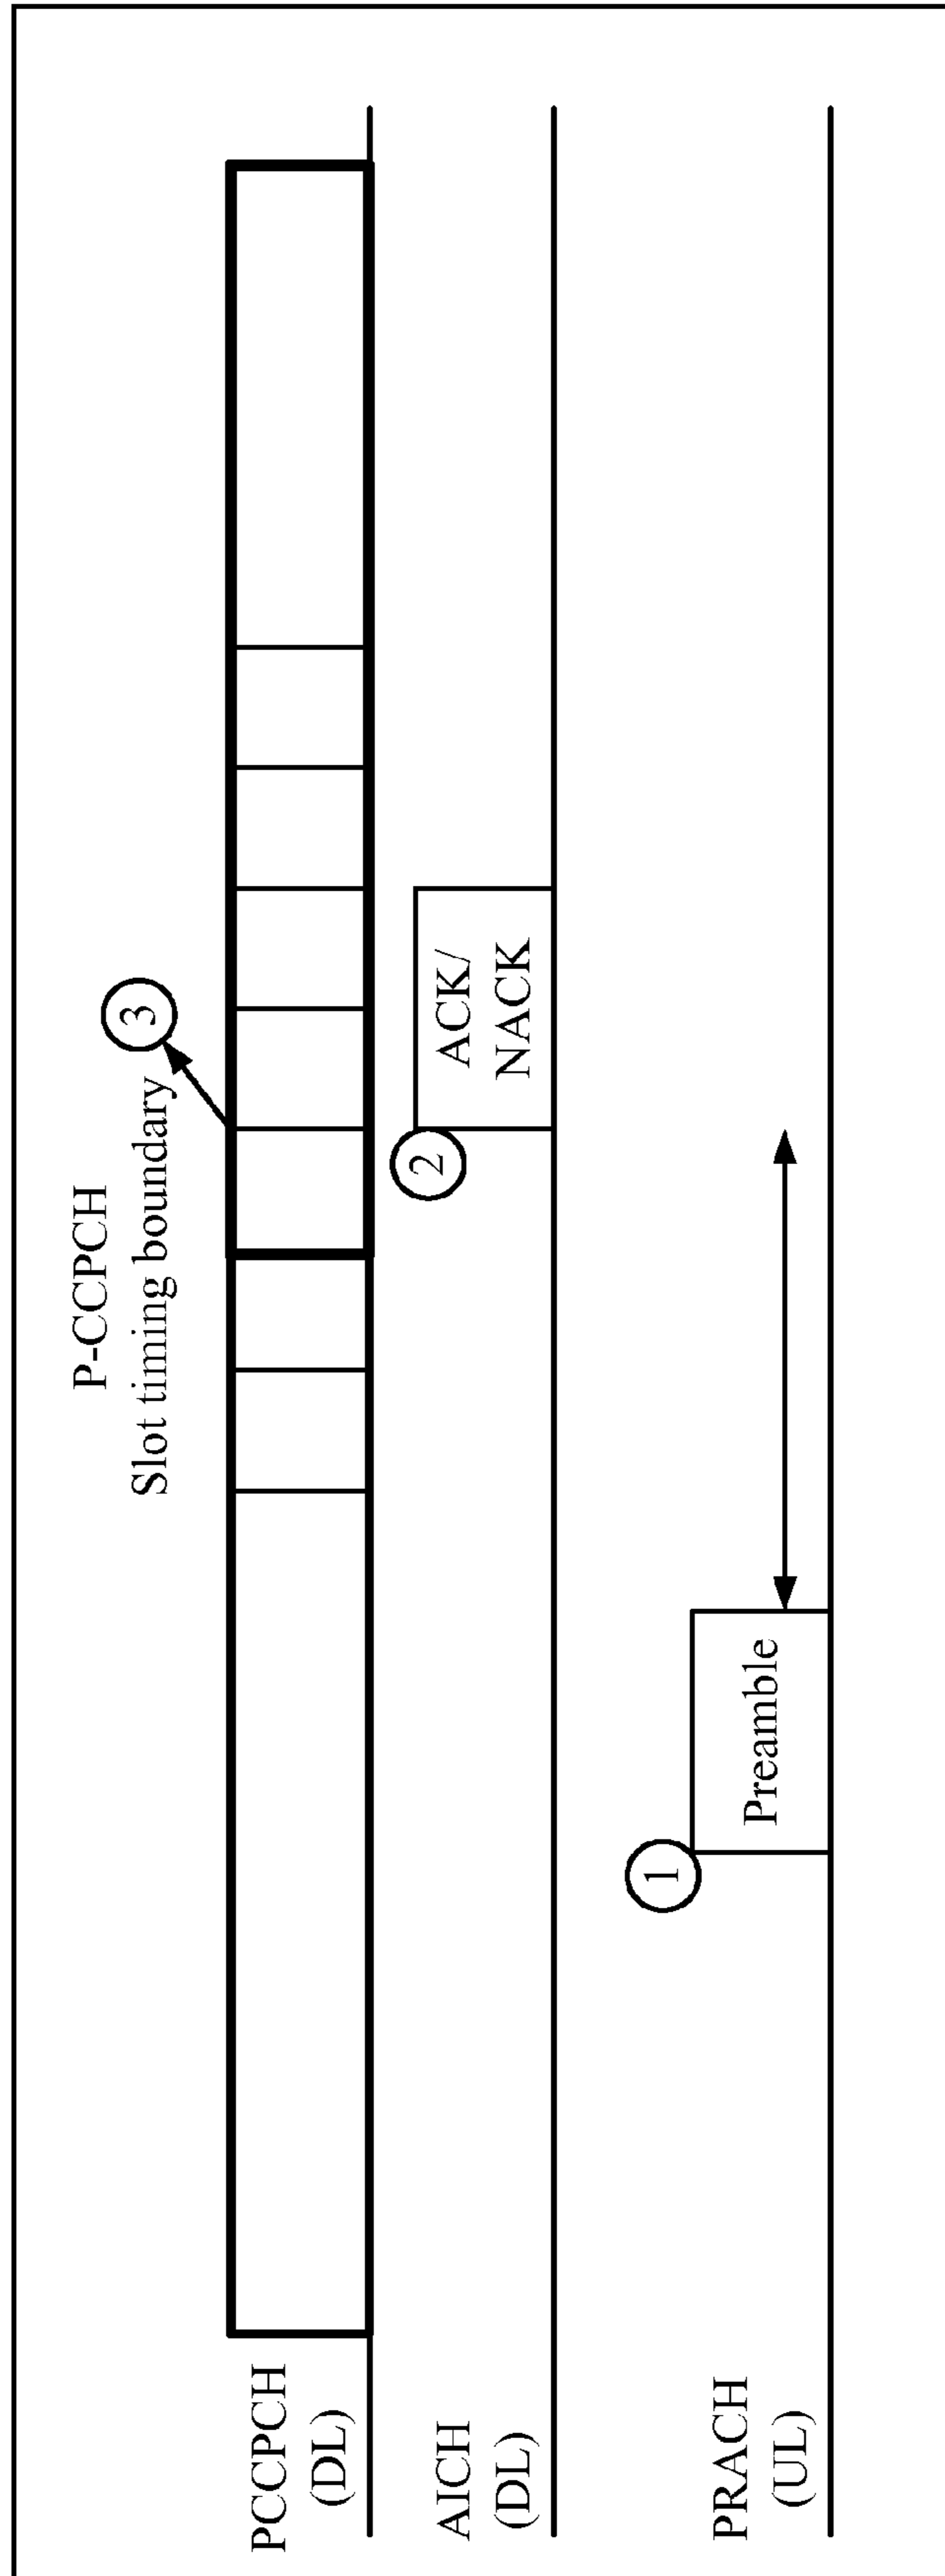 P-CCPCH
Slot timing boundary
3
PCCPCH
(DL)
2
ACK/
NACK
AICH
(DL)
1
Preamble
PRACH
(UL)